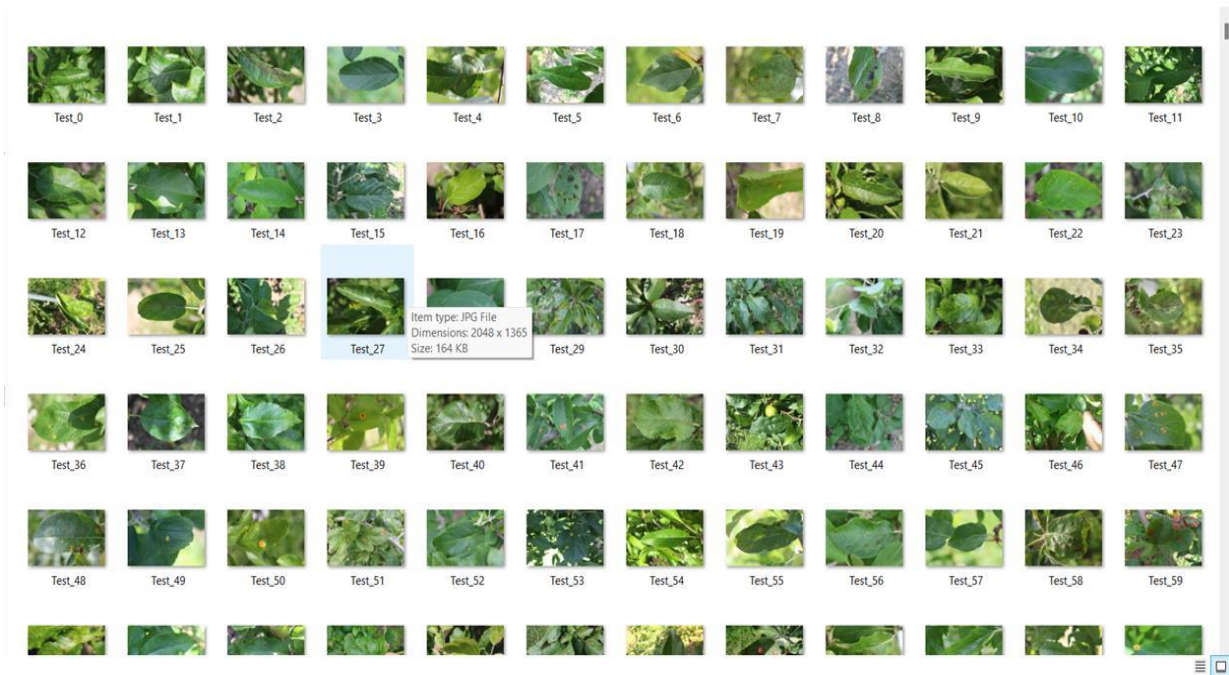 Test_0 Test_1 Test_2 Test_3 Test_4 Test_5 Test_6 Test_7 Test_8 Test_9 Test_10 Test_11
Test_12 Test_13 Test_14 Test_15 Test_16 Test_17 Test_18 Test_19 Test_20 Test_21 Test_22 Test_23
Item type: JPG File
Dimensions: 2048 x 1365
Size: 164 KB
Test_24 Test_25 Test_26 Test_27 Test_29 Test_30 Test_31 Test_32 Test_33 Test_34 Test_35
Test_36 Test_37 Test_38 Test_39 Test_40 Test_41 Test_42 Test_43 Test_44 Test_45 Test_46 Test_47
Test_48 Test_49 Test_50 Test_51 Test_52 Test_53 Test_54 Test_55 Test_56 Test_57 Test_58 Test_59